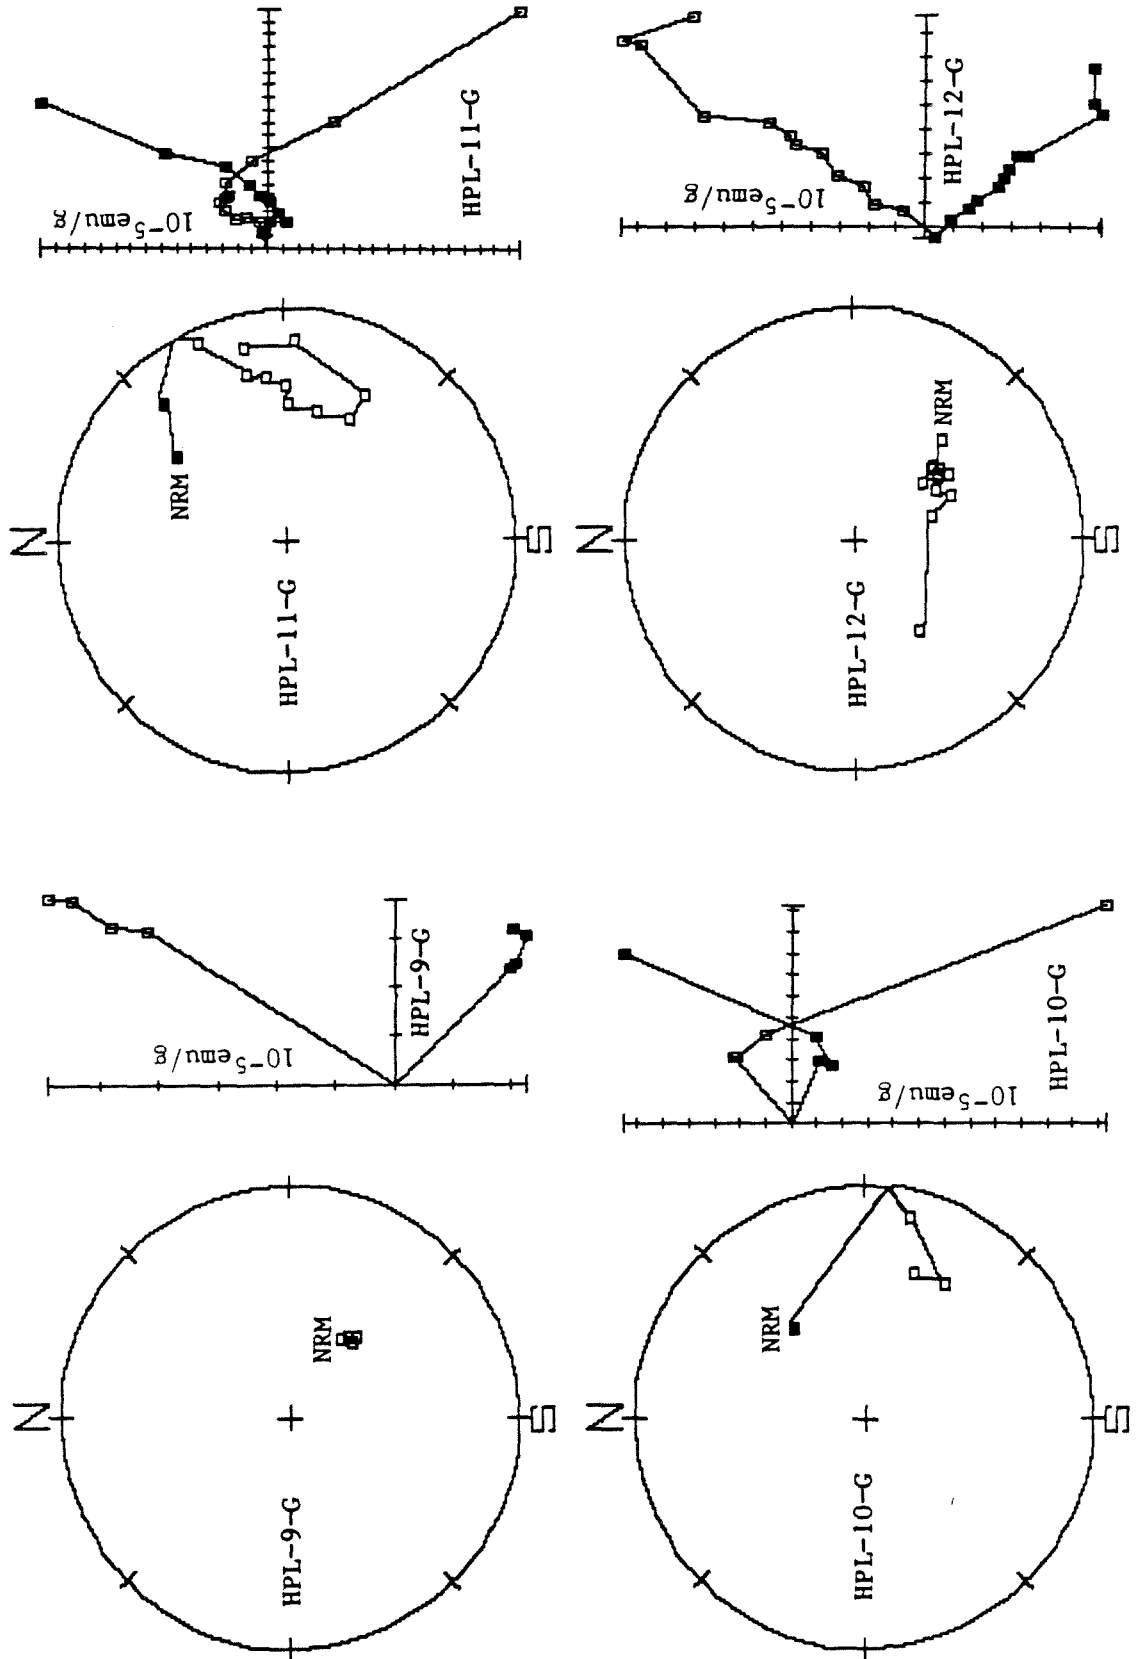 N
NRM
HPL-9-G
S
10⁻⁵emu/g
HPL-9-G
N
NRM
HPL-10-G
S
10⁻⁵emu/g
HPL-10-G
N
NRM
HPL-11-G
S
10⁻⁵emu/g
HPL-11-G
N
NRM
HPL-12-G
S
10⁻⁵emu/g
HPL-12-G